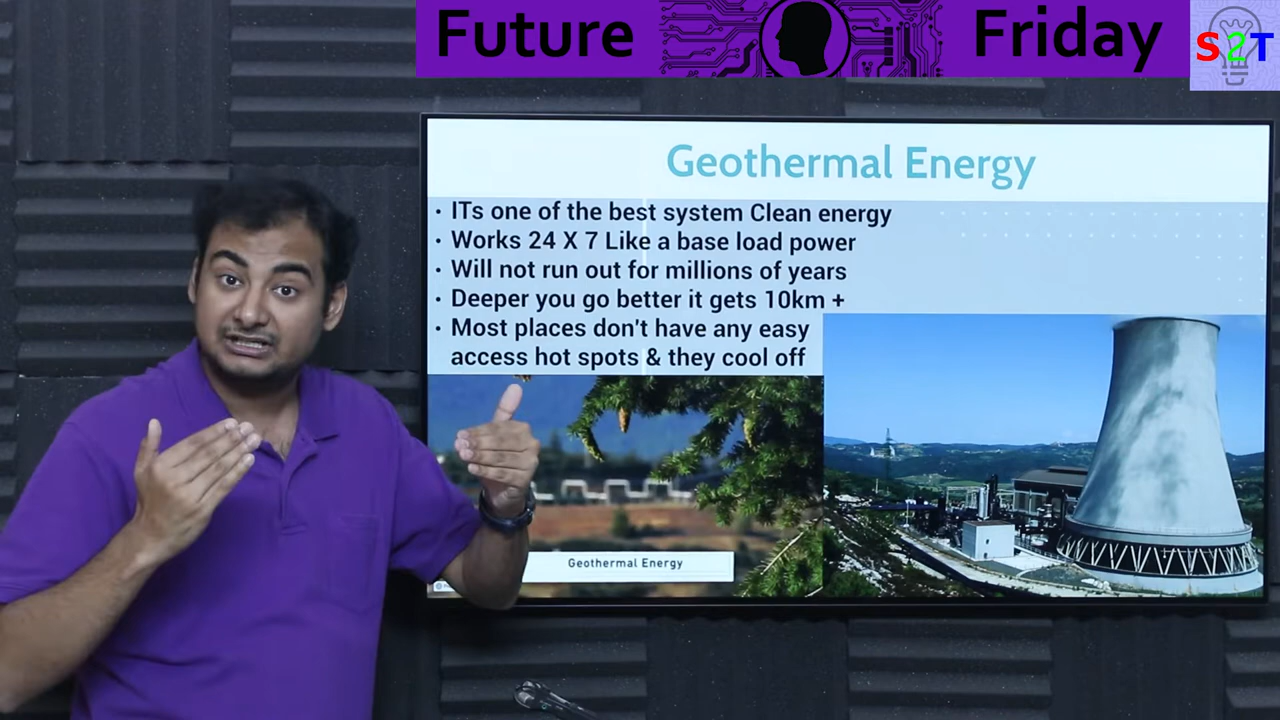 Future Friday
S2T
Geothermal Energy
• ITs one of the best system Clean energy
• Works 24 X 7 Like a base load power
• Will not run out for millions of years
• Deeper you go better it gets 10km +
• Most places don't have any easy
access hot spots & they cool off
Geothermal Energy